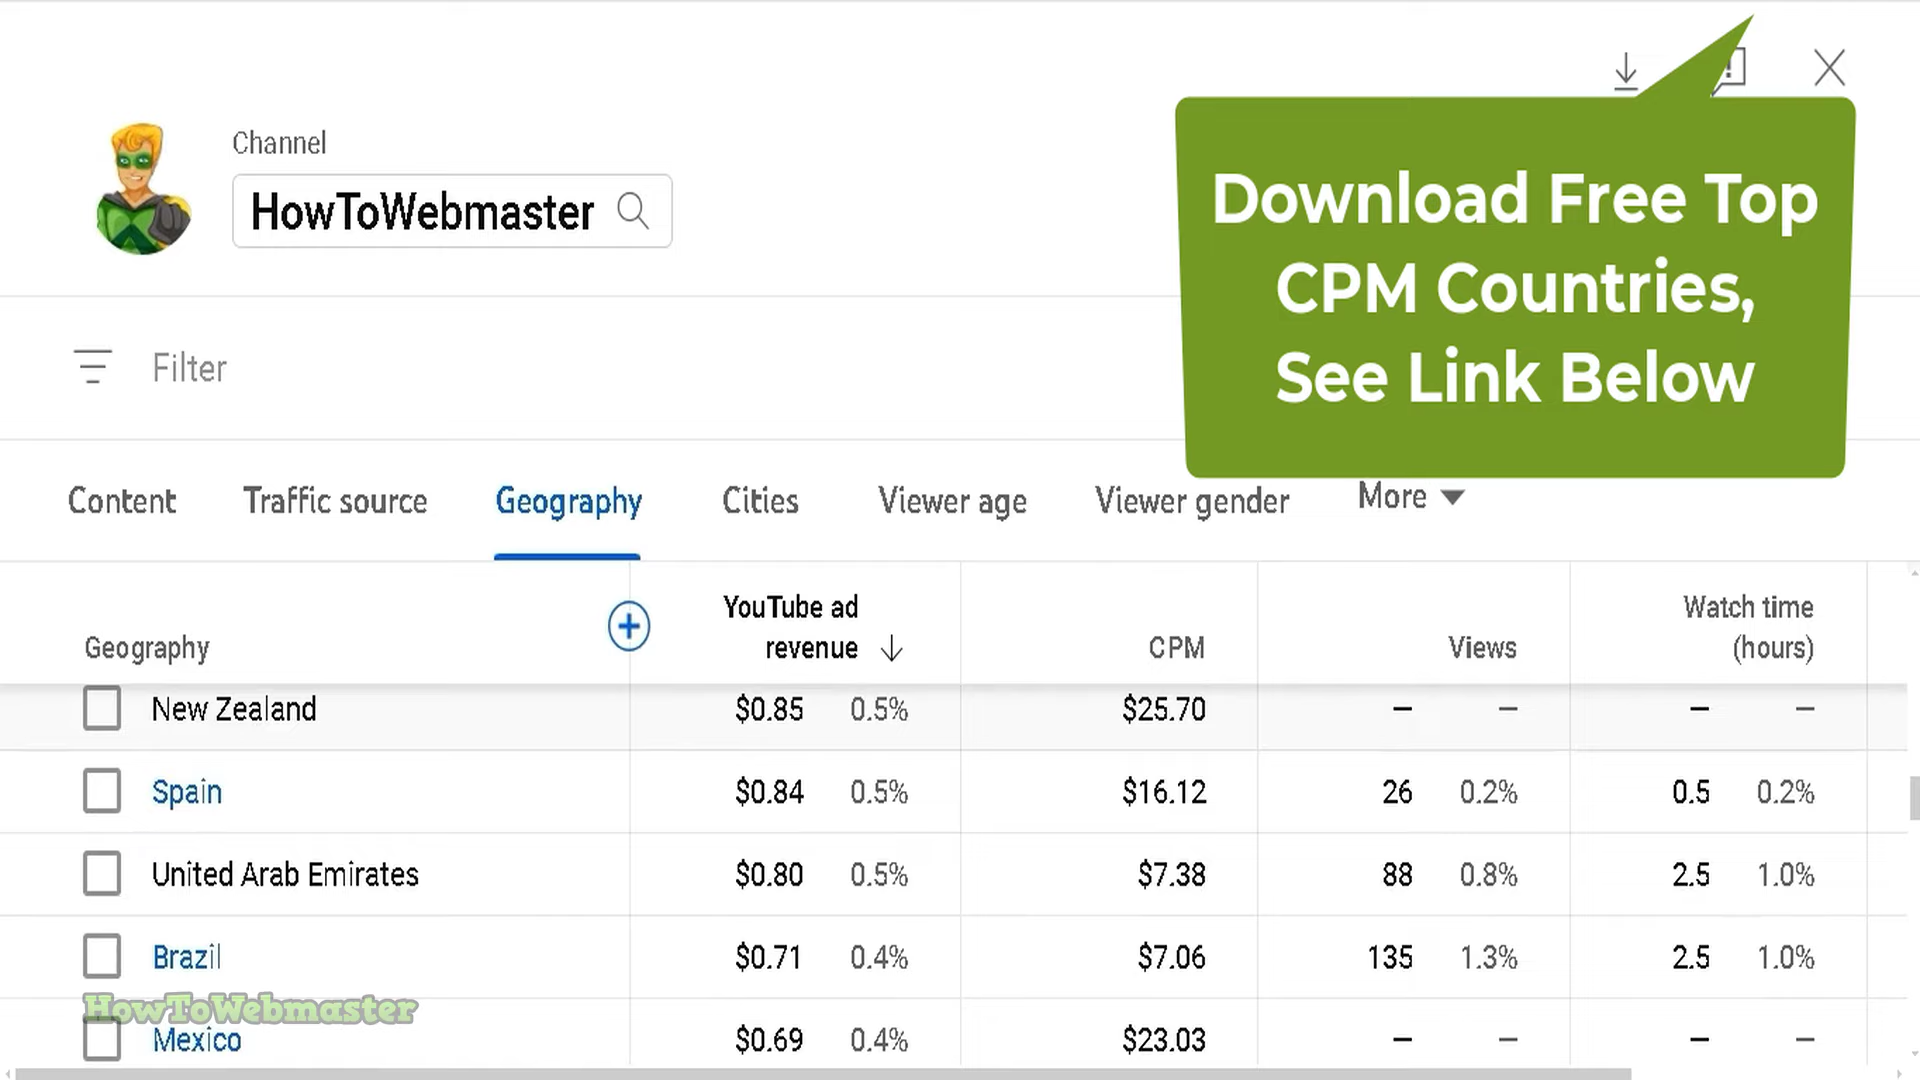 Channel
HowToWebmaster
Download Free Top
CPM Countries,
See Link Below
Filter
Content Traffic source Geography Cities Viewer age Viewer gender More
Geography YouTube ad revenue CPM Views Watch time (hours)
New Zealand $0.85 0.5% $25.70 – – – –
Spain $0.84 0.5% $16.12 26 0.2% 0.5 0.2%
United Arab Emirates $0.80 0.5% $7.38 88 0.8% 2.5 1.0%
Brazil $0.71 0.4% $7.06 135 1.3% 2.5 1.0%
HowToWebmaster
Mexico $0.69 0.4% $23.03 – – – –